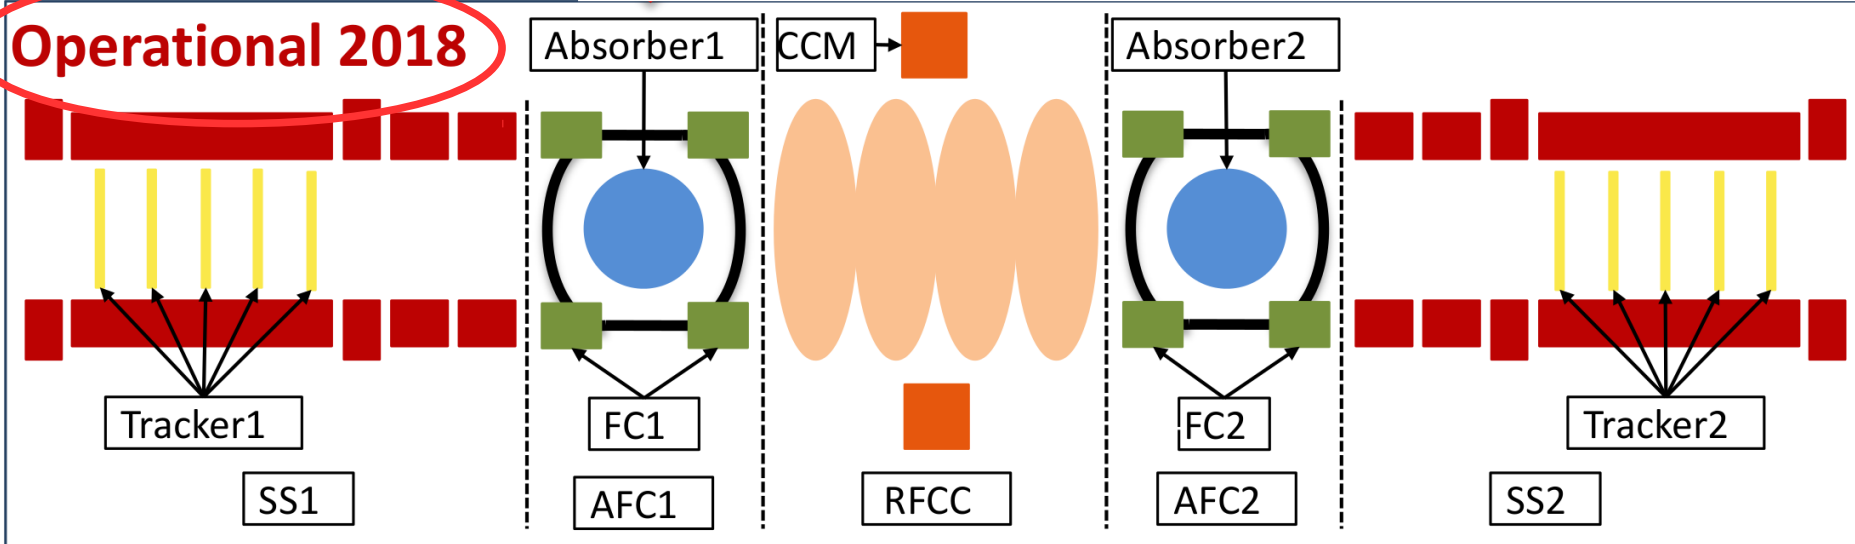 Operational 2018
Absorber1
CCM
Absorber2
Tracker1
FC1
FC2
Tracker2
SS1
AFC1
RFCC
AFC2
SS2